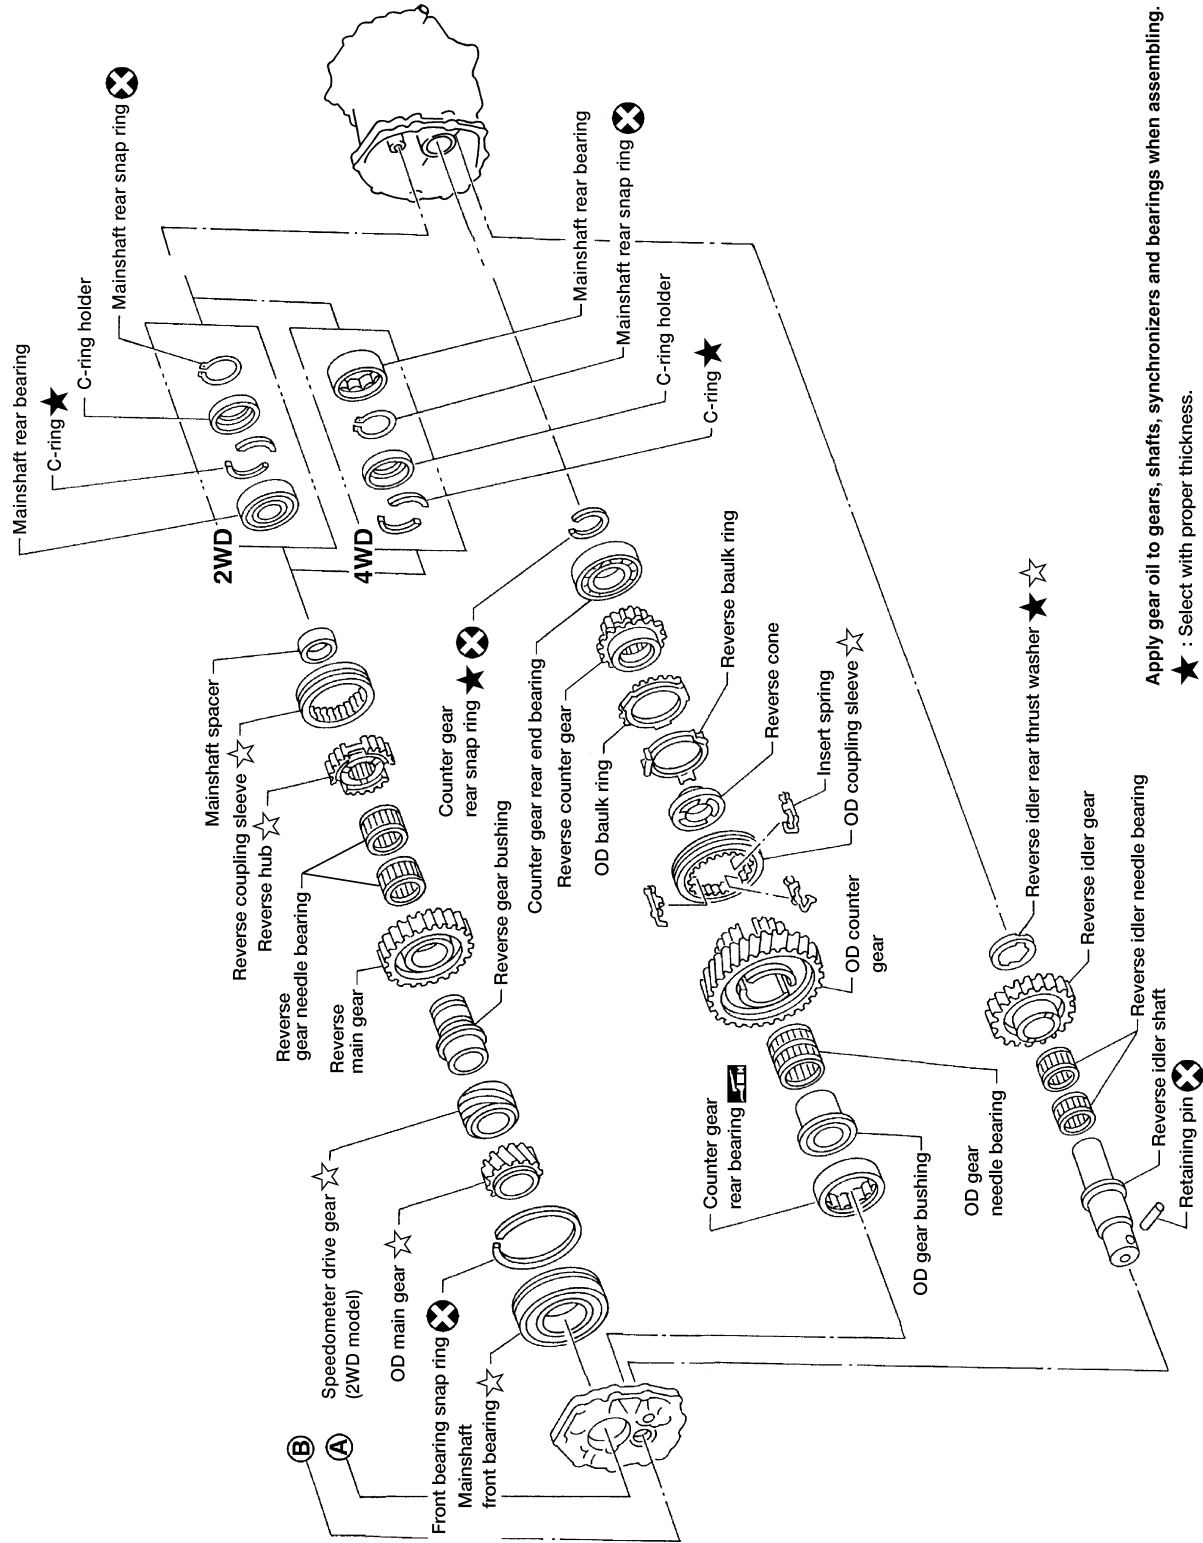 Mainshaft rear bearing
C-ring ★
C-ring holder
Mainshaft rear snap ring
2WD
4WD
Mainshaft rear bearing
Mainshaft rear snap ring
C-ring holder
C-ring ★
Mainshaft spacer
Reverse coupling sleeve ☆
Reverse hub ☆
Reverse
gear needle bearing
Reverse
main gear
Reverse gear bushing
Speedometer drive gear ☆
(2WD model)
OD main gear ☆
Front bearing snap ring
Mainshaft
front bearing ☆
B
A
Counter gear
rear snap ring ★
Counter gear rear end bearing
Reverse counter gear
OD baulk ring
Reverse baulk ring
Reverse cone
Insert spring
OD coupling sleeve ☆
OD counter
gear
Counter gear
rear bearing
OD gear bushing
OD gear
needle bearing
Reverse idler rear thrust washer ★ ☆
Reverse idler gear
Reverse idler needle bearing
Reverse idler shaft
Retaining pin
Apply gear oil to gears, shafts, synchronizers and bearings when assembling.
★ : Select with proper thickness.